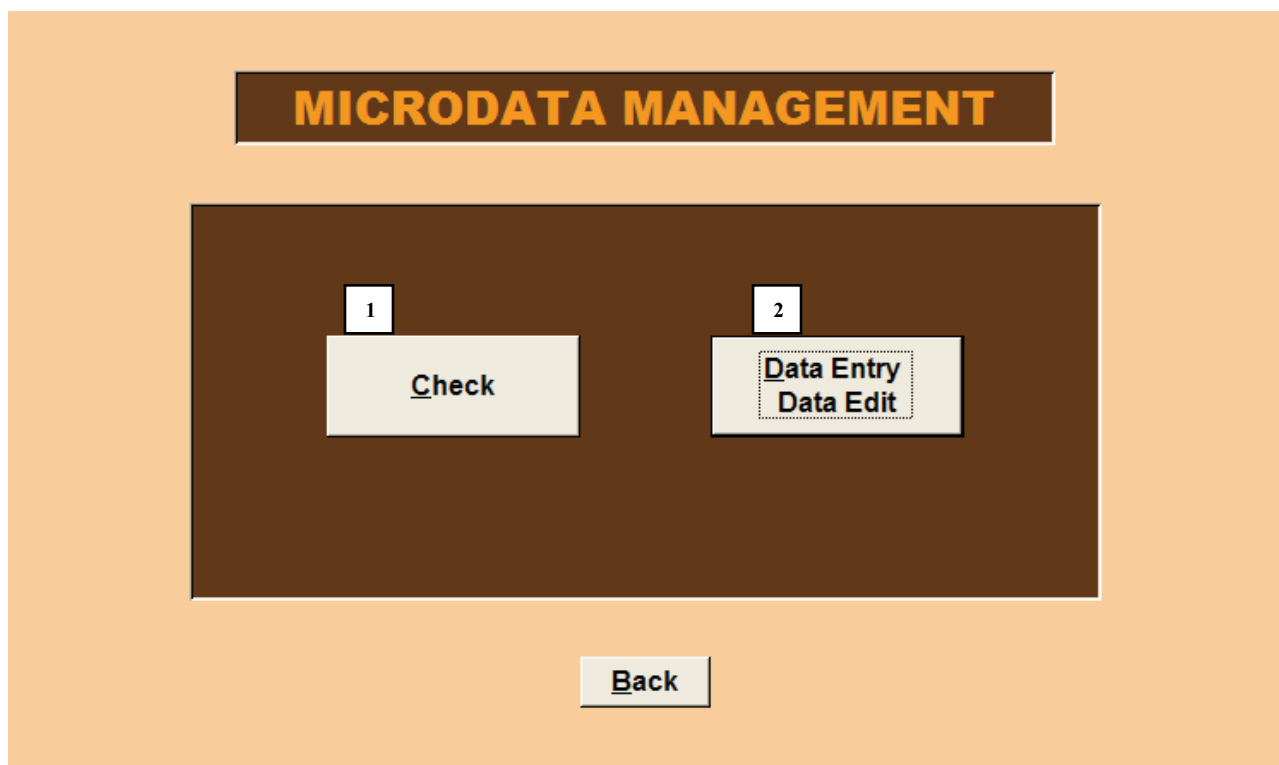 MICRODATA MANAGEMENT
1
2
Check
Data Entry
Data Edit
Back